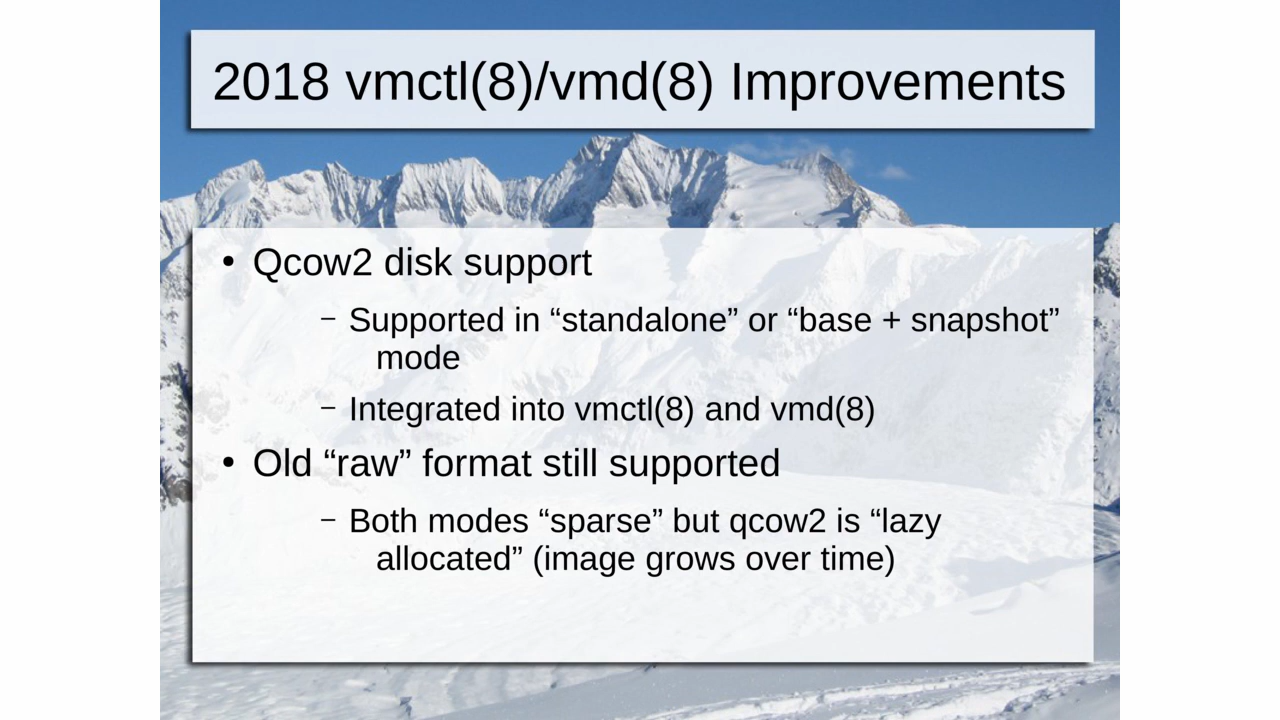 2018 vmctl(8)/vmd(8) Improvements
• Qcow2 disk support
– Supported in “standalone” or “base + snapshot”
mode
– Integrated into vmctl(8) and vmd(8)
• Old “raw” format still supported
– Both modes “sparse” but qcow2 is “lazy
allocated” (image grows over time)